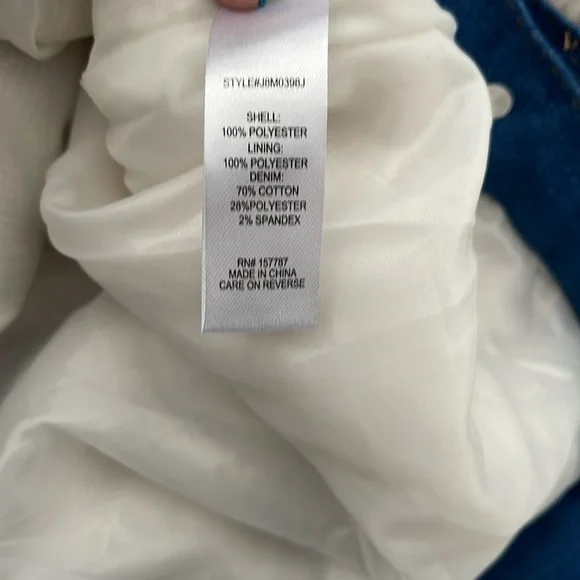 STYLE#J8M0398J
SHELL:
100% POLYESTER
LINING:
100% POLYESTER
DENIM:
70% COTTON
28%POLYESTER
2% SPANDEX
RN# 157787
MADE IN CHINA
CARE ON REVERSE